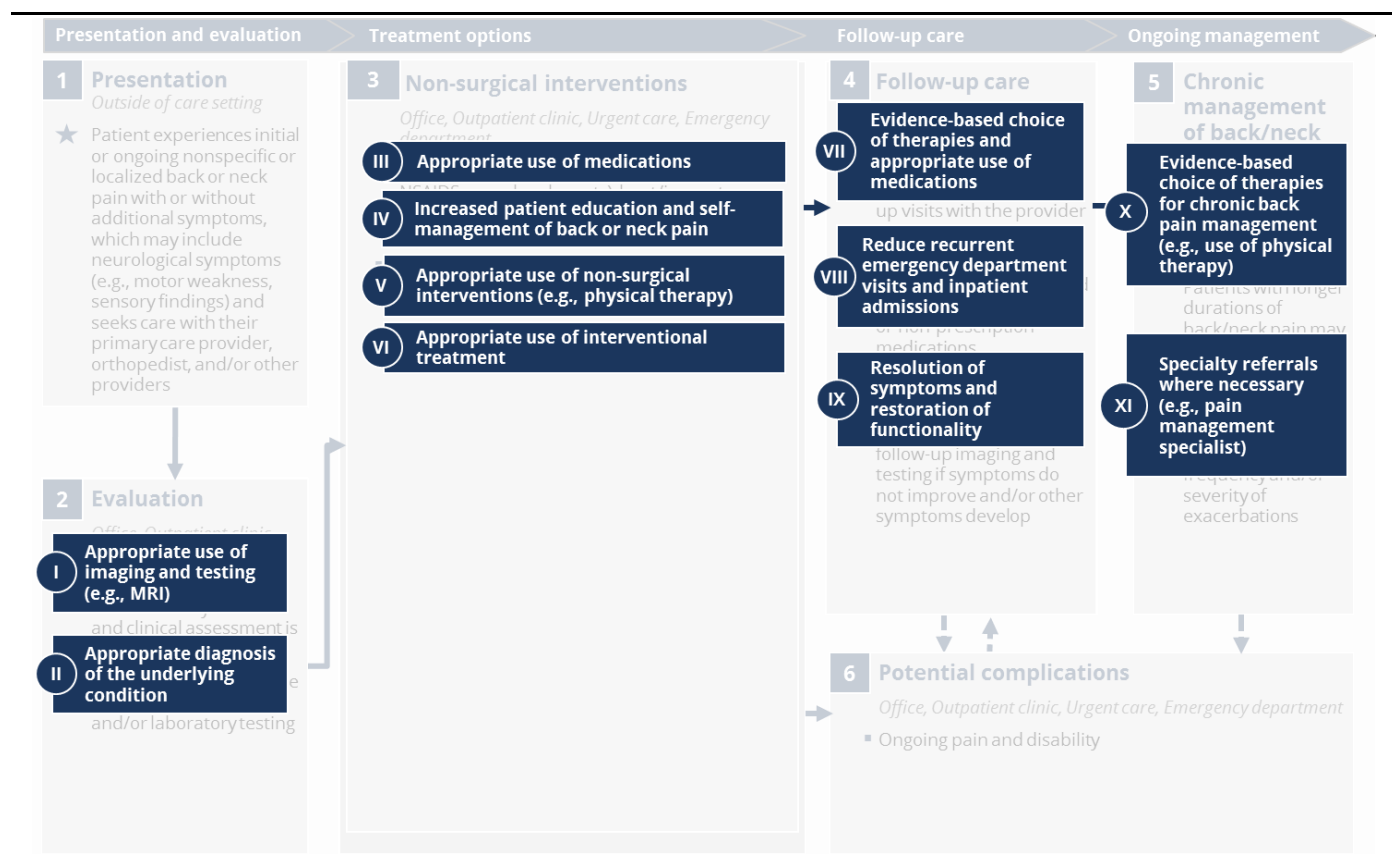 Presentation and evaluation
Treatment options
Follow-up care
Ongoing management
1
Presentation
Outside of care setting
★ Patient experiences initial
or ongoing nonspecific or
localized back or neck
pain with or without
additional symptoms,
which may include
neurological symptoms
(e.g., motor weakness,
sensory findings) and
seeks care with their
primary care provider,
orthopedist, and/or other
providers
2
Evaluation
Office, Outpatient clinic
I
Appropriate use of
imaging and testing
(e.g., MRI)
and clinical assessment is
II
Appropriate diagnosis
of the underlying
condition
e
and/or laboratory testing
3
Non-surgical interventions
Office, Outpatient clinic, Urgent care, Emergency
department
III
Appropriate use of medications
IV
Increased patient education and self-
management of back or neck pain
V
Appropriate use of non-surgical
interventions (e.g., physical therapy)
VI
Appropriate use of interventional
treatment
4
Follow-up care
VII
Evidence-based choice
of therapies and
appropriate use of
medications
up visits with the provider
VIII
Reduce recurrent
emergency department
visits and inpatient
admissions
d
or non-prescription
medications
IX
Resolution of
symptoms and
restoration of
functionality
follow-up imaging and
testing if symptoms do
not improve and/or other
symptoms develop
5
Chronic
management
of back/neck
X
Evidence-based
choice of therapies
for chronic back
pain management
(e.g., use of physical
therapy)
Patients with longer
durations of
back/neck pain may
XI
Specialty referrals
where necessary
(e.g., pain
management
specialist)
frequency and/or
severity of
exacerbations
6
Potential complications
Office, Outpatient clinic, Urgent care, Emergency department
▪ Ongoing pain and disability